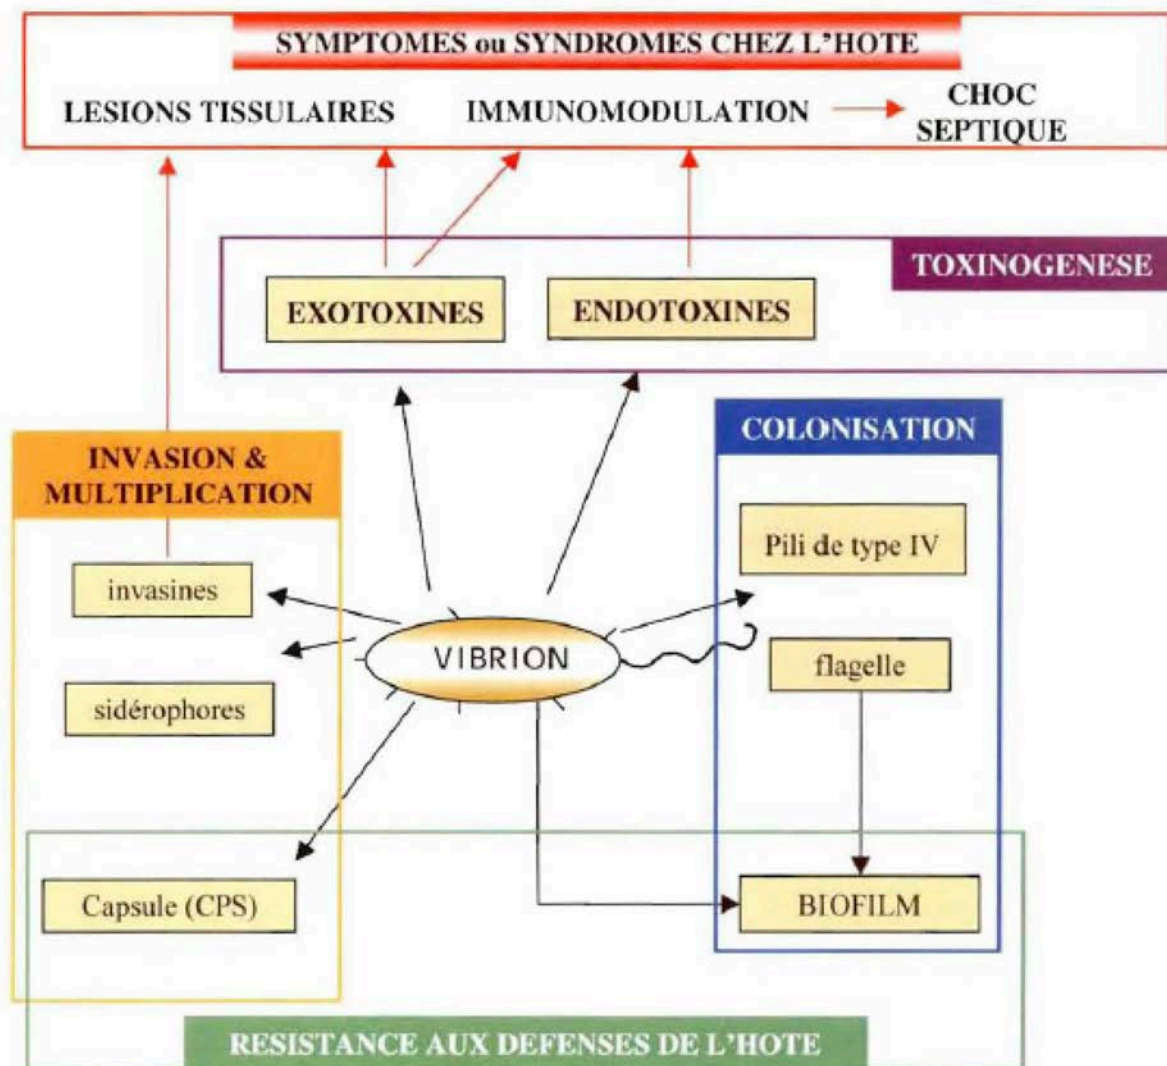 SYMPTOMES ou SYNDROMES CHEZ L'HOTE
LESIONS TISSULAIRES
IMMUNOMODULATION
CHOC
SEPTIQUE
TOXINOGENESE
EXOTOXINES
ENDOTOXINES
COLONISATION
INVASION &
MULTIPLICATION
Pili de type IV
invasines
VIBRION
flagelle
sidérophores
Capsule (CPS)
BIOFILM
RESISTANCE AUX DEFENSES DE L'HOTE